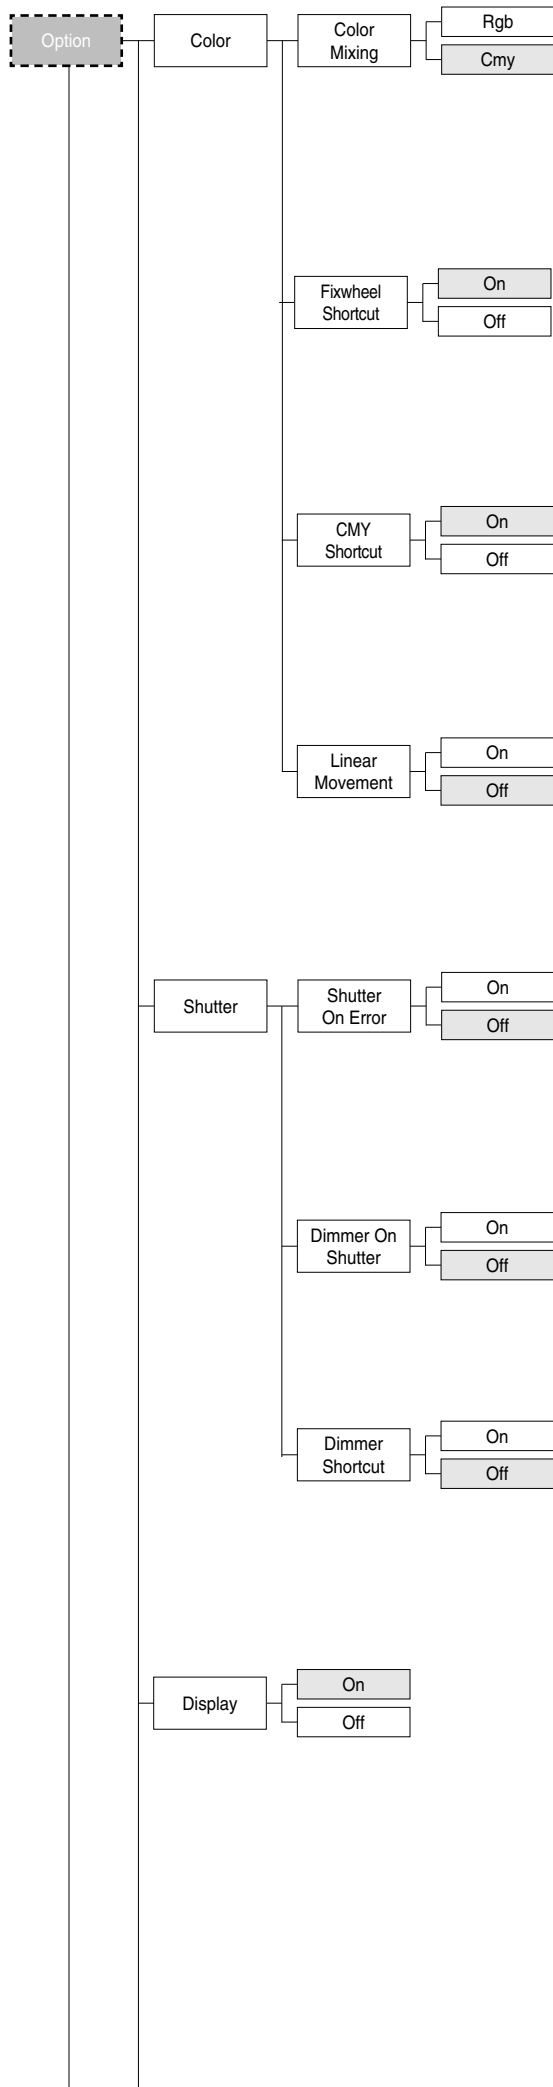 Option
Color
Color
Mixing
Rgb
Cmy
Fixwheel
Shortcut
On
Off
CMY
Shortcut
On
Off
Linear
Movement
On
Off
Shutter
Shutter
On Error
On
Off
Dimmer On
Shutter
On
Off
Dimmer
Shortcut
On
Off
Display
On
Off